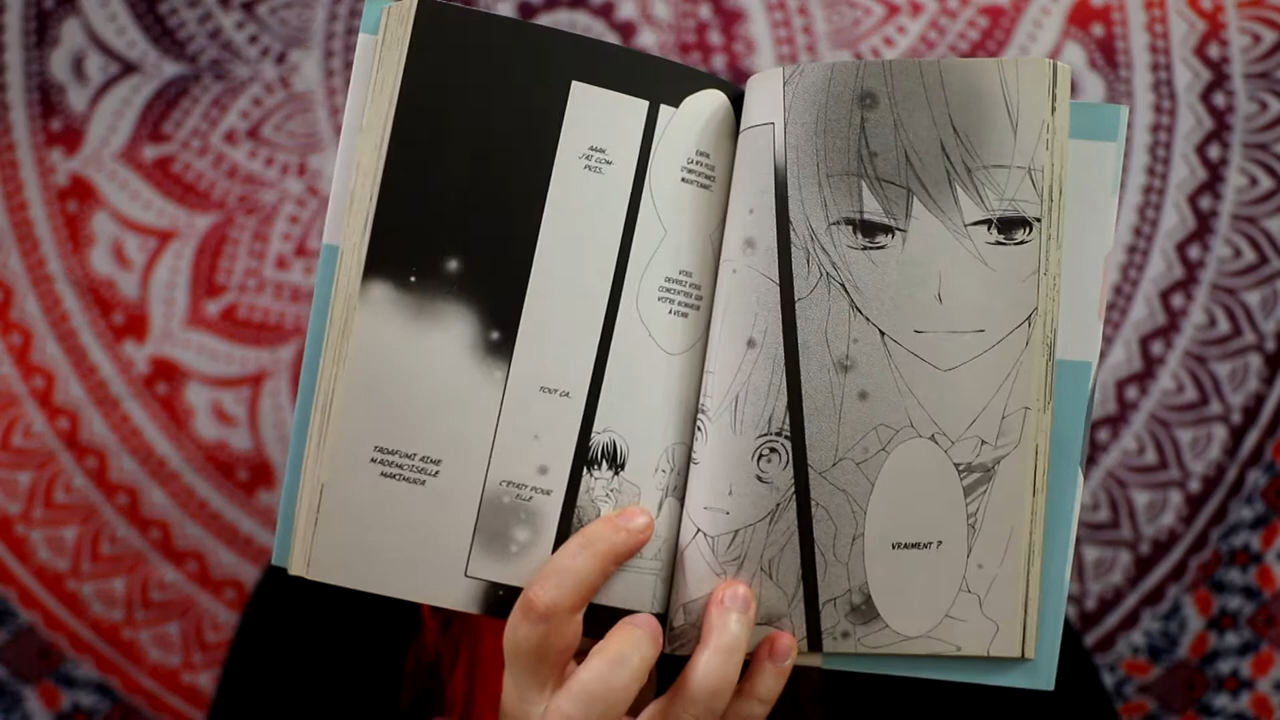 VRAIMENT ?
ENFIN,
ÇA N'A PLUS
D'IMPORTANCE
MAINTENANT...
VOUS
DEVRIEZ VOUS
CONCENTRER SUR
VOTRE BONHEUR
À VENIR
AAAH,
J'AI COM-
PRIS...
TOUT ÇA...
C'ÉTAIT POUR
ELLE
TADAFUMI AIME
MADEMOISELLE
MAKIMURA